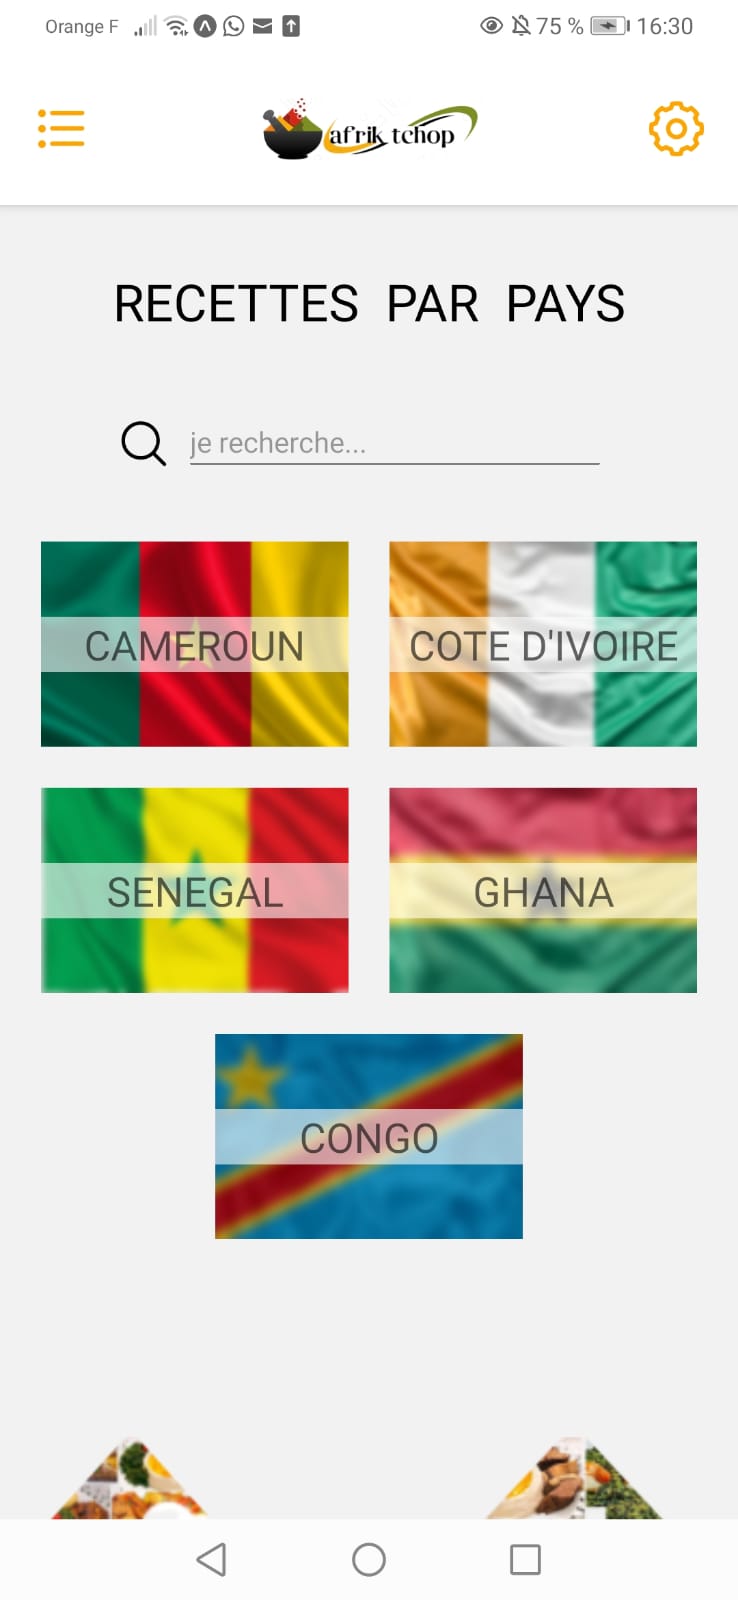 Orange F 75 % 16:30
afrik tchop
RECETTES PAR PAYS
je recherche...
CAMEROUN COTE D'IVOIRE
SENEGAL GHANA
CONGO